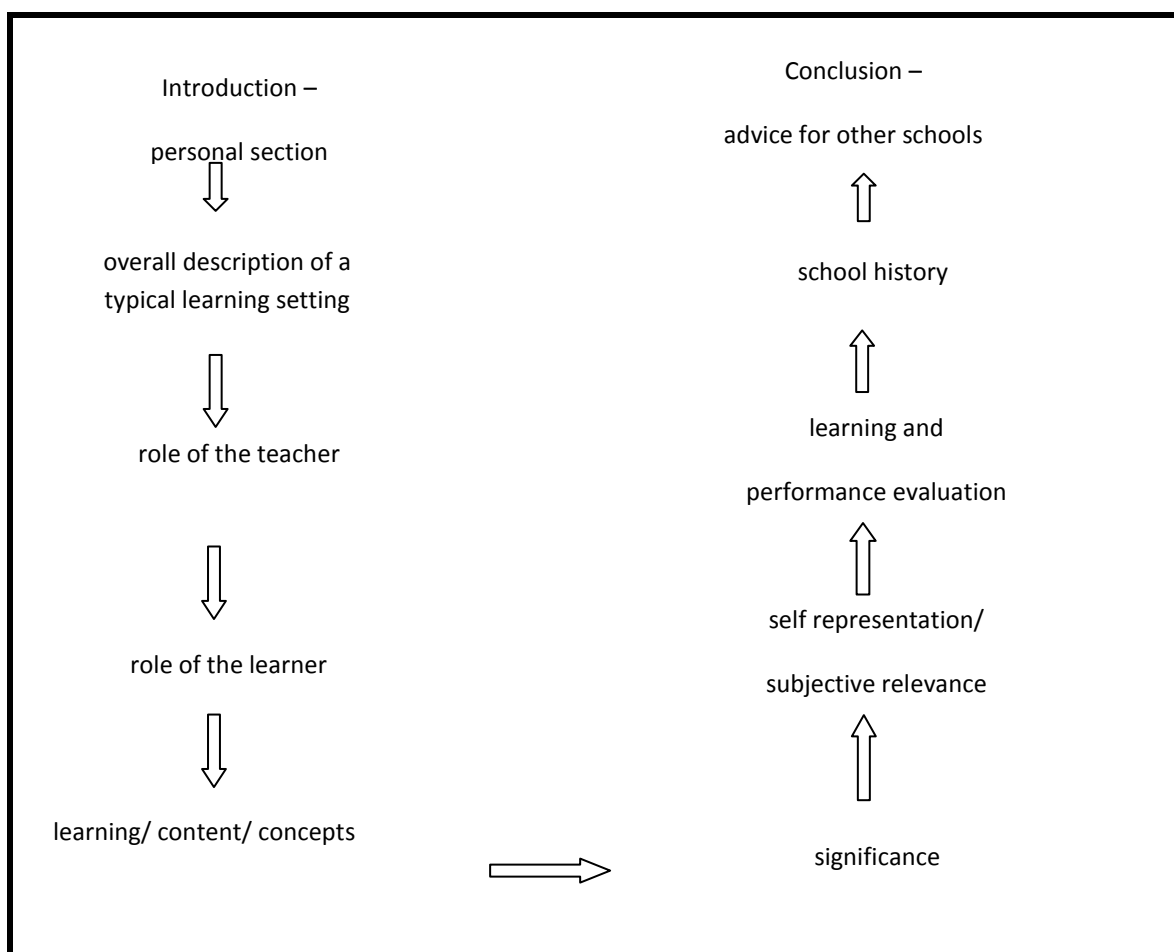 Introduction –
personal section
overall description of a
typical learning setting
role of the teacher
role of the learner
learning/ content/ concepts
significance
self representation/
subjective relevance
learning and
performance evaluation
school history
Conclusion –
advice for other schools